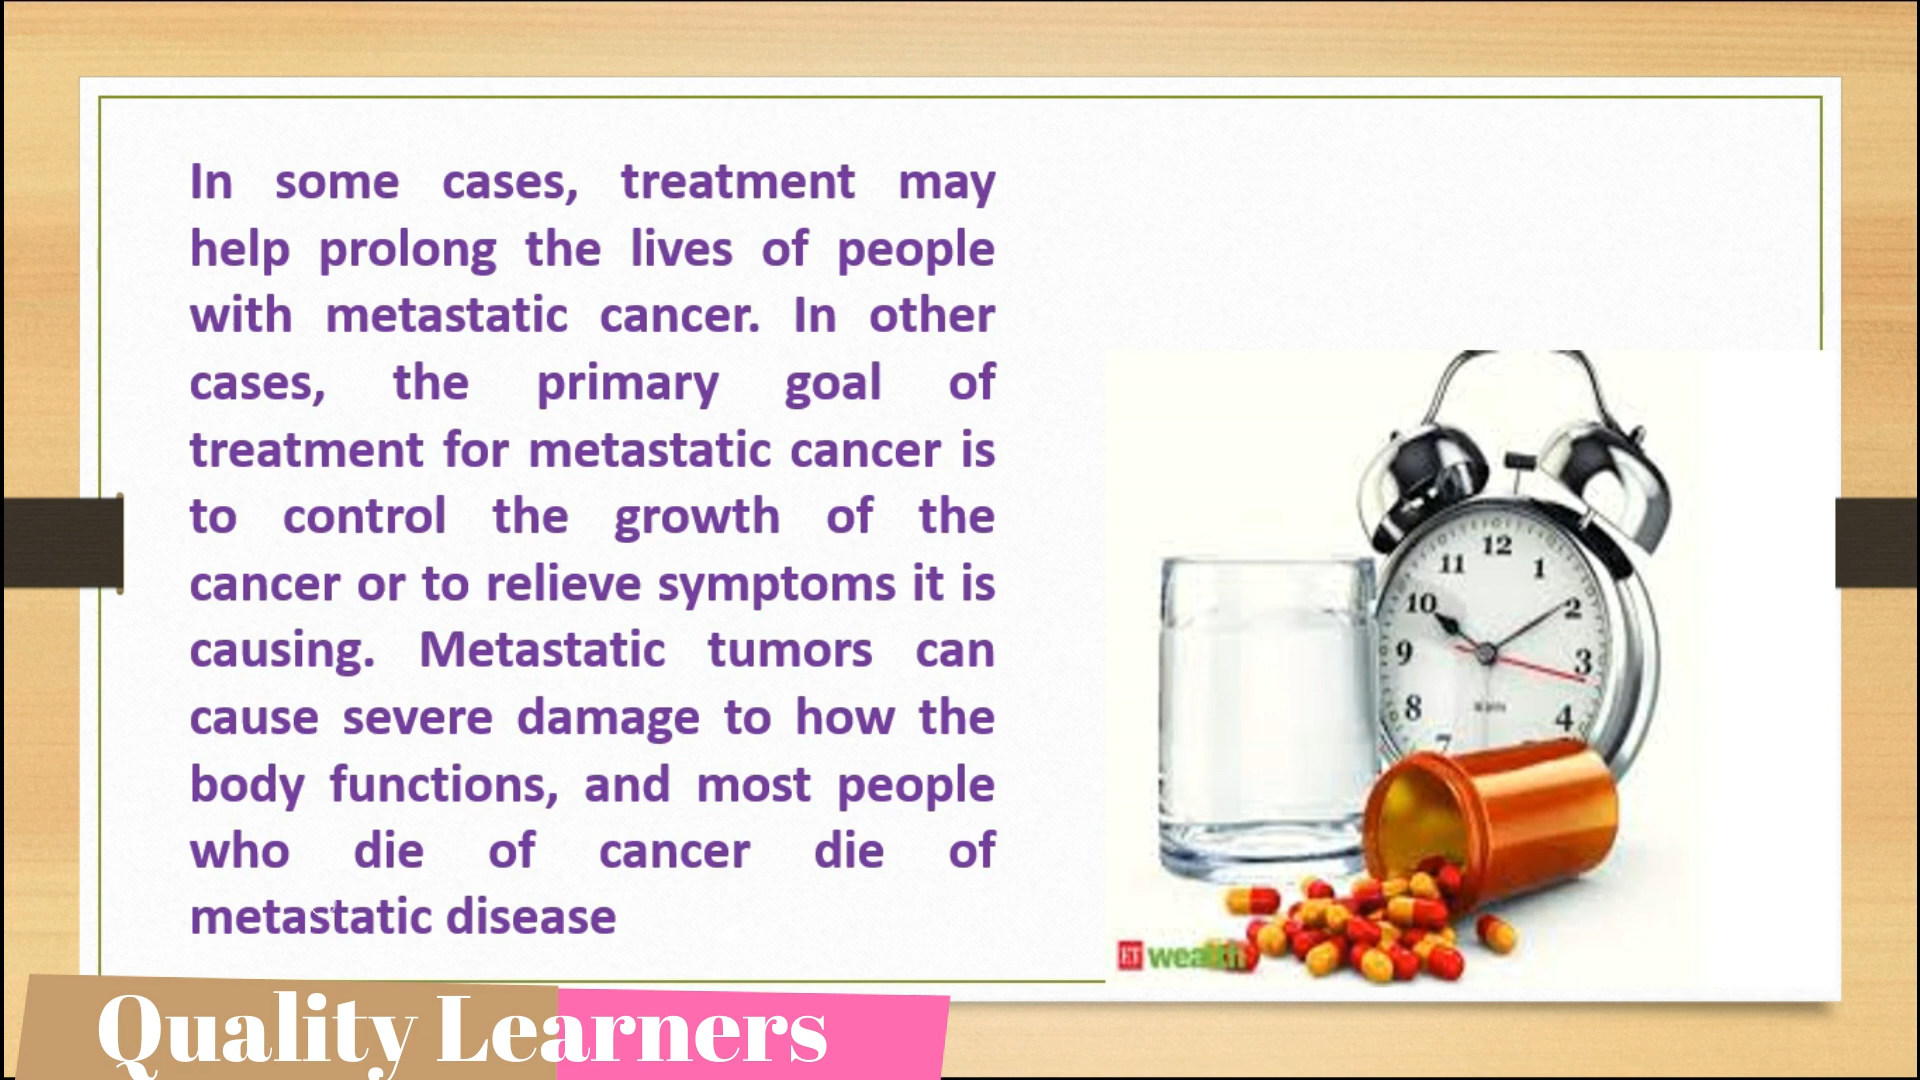 In some cases, treatment may
help prolong the lives of people
with metastatic cancer. In other
cases, the primary goal of
treatment for metastatic cancer is
to control the growth of the
cancer or to relieve symptoms it is
causing. Metastatic tumors can
cause severe damage to how the
body functions, and most people
who die of cancer die of
metastatic disease
12
11 1
10 2
9 3
8 4
7
ET wealth
Quality Learners